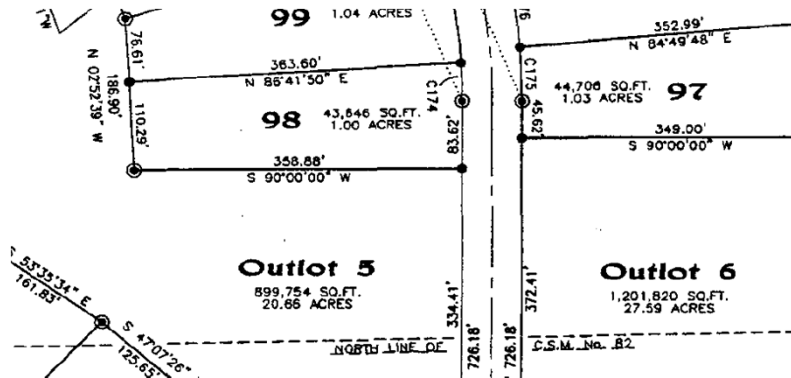 99
1.04 ACRES
76
"W
76.61'
363.60'
N 86°41'50" E
352.99'
N 84°49'48" E
N 02°52'39" W
186.90'
110.29'
98
43,846 SQ.FT.
1.00 ACRES
C174
83.62'
C175
45.62'
44,706 SQ.FT.
1.03 ACRES
97
358.88'
S 90°00'00" W
349.00'
S 90°00'00" W
Outlot 5
899,754 SQ.FT.
20.66 ACRES
Outlot 6
1,201,820 SQ.FT.
27.59 ACRES
S 53°35'34" E
161.83'
S 47°07'26"
125.65'
334.41'
372.41'
726.18'
726.18'
NORTH LINE OF
C.S.M. No. 82